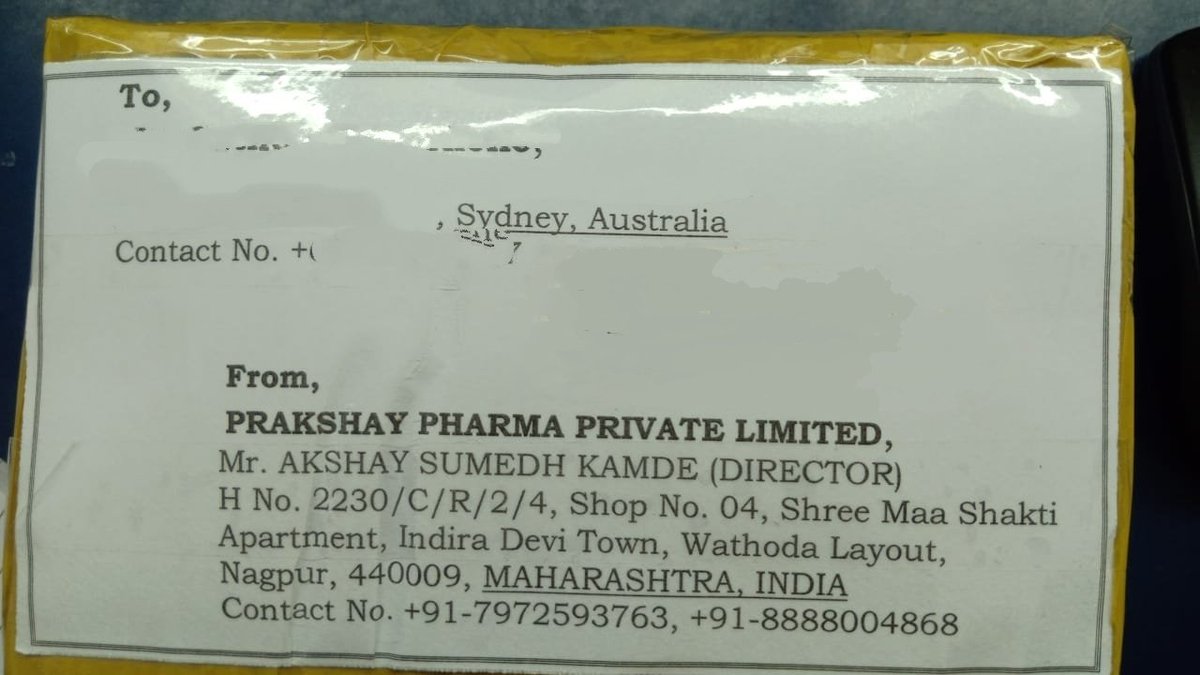 To,
, Sydney, Australia
Contact No. +
From,
PRAKSHAY PHARMA PRIVATE LIMITED,
Mr. AKSHAY SUMEDH KAMDE (DIRECTOR)
H No. 2230/C/R/2/4, Shop No. 04, Shree Maa Shakti
Apartment, Indira Devi Town, Wathoda Layout,
Nagpur, 440009, MAHARASHTRA, INDIA
Contact No. +91-7972593763, +91-8888004868